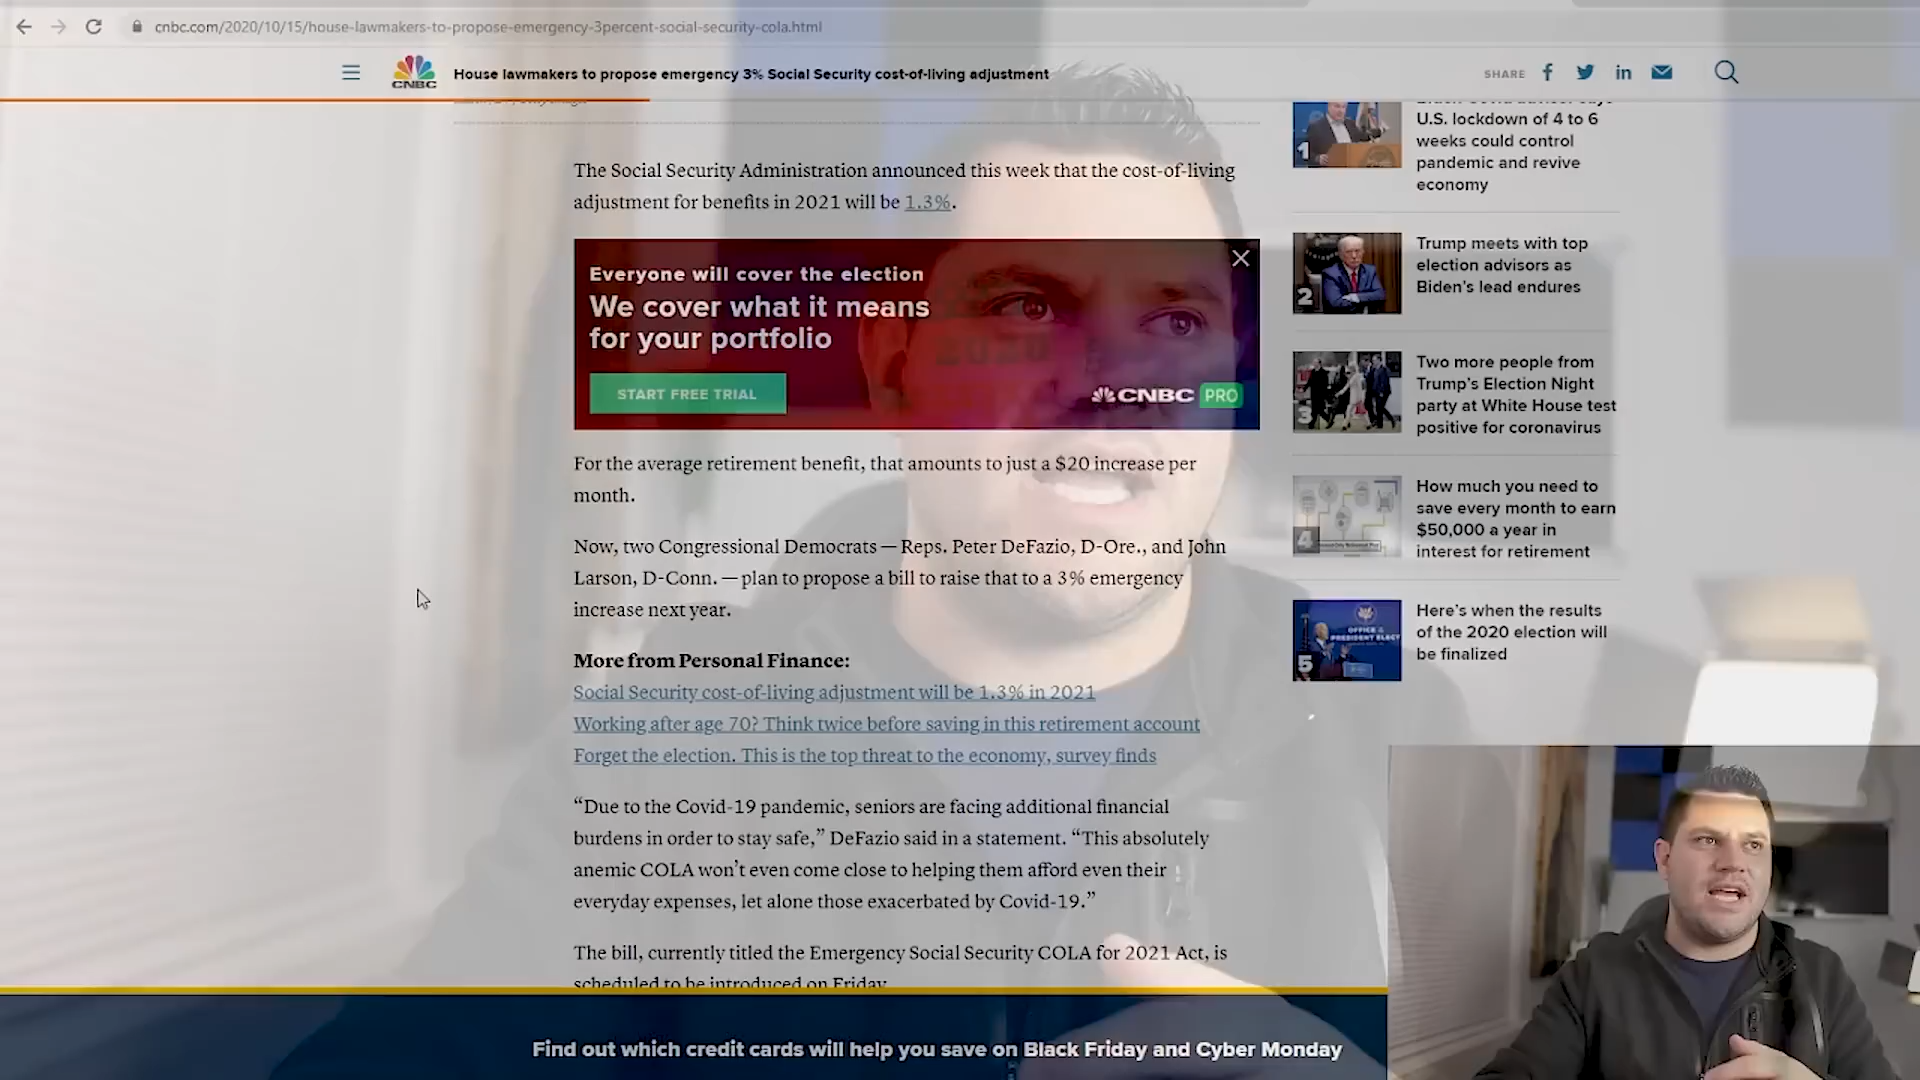 cnbc.com/2020/10/15/house-lawmakers-to-propose-emergency-3percent-social-security-cola.html
CNBC
House lawmakers to propose emergency 3% Social Security cost-of-living adjustment
SHARE
The Social Security Administration announced this week that the cost-of-living
adjustment for benefits in 2021 will be 1.3%.
Everyone will cover the election
We cover what it means
for your portfolio
START FREE TRIAL
CNBC PRO
2020
For the average retirement benefit, that amounts to just a $20 increase per
month.
Now, two Congressional Democrats — Reps. Peter DeFazio, D-Ore., and John
Larson, D-Conn. — plan to propose a bill to raise that to a 3% emergency
increase next year.
More from Personal Finance:
Social Security cost-of-living adjustment will be 1.3% in 2021
Working after age 70? Think twice before saving in this retirement account
Forget the election. This is the top threat to the economy, survey finds
“Due to the Covid-19 pandemic, seniors are facing additional financial
burdens in order to stay safe,” DeFazio said in a statement. “This absolutely
anemic COLA won’t even come close to helping them afford even their
everyday expenses, let alone those exacerbated by Covid-19.”
The bill, currently titled the Emergency Social Security COLA for 2021 Act, is
scheduled to be introduced on Friday.
1
U.S. lockdown of 4 to 6
weeks could control
pandemic and revive
economy
2
Trump meets with top
election advisors as
Biden’s lead endures
3
Two more people from
Trump’s Election Night
party at White House test
positive for coronavirus
4
How much you need to
save every month to earn
$50,000 a year in
interest for retirement
OFFICE of the
PRESIDENT ELECT
5
Here’s when the results
of the 2020 election will
be finalized
Find out which credit cards will help you save on Black Friday and Cyber Monday